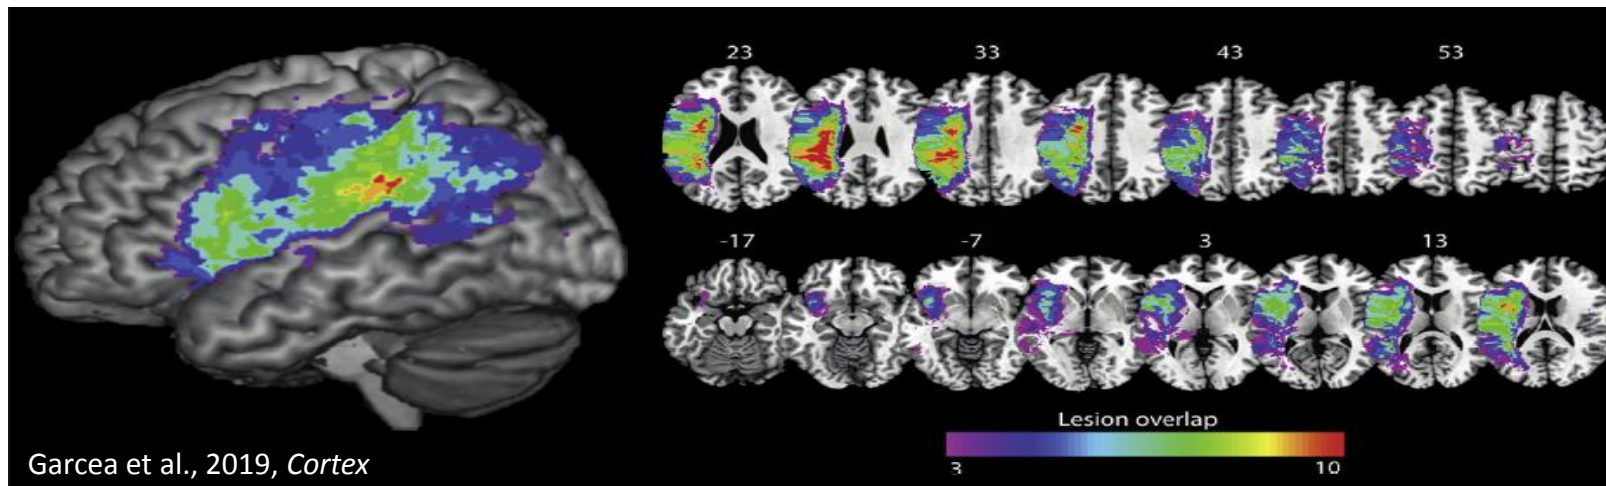 23 33 43 53
-17 -7 3 13
Lesion overlap
3 10
Garcea et al., 2019, Cortex